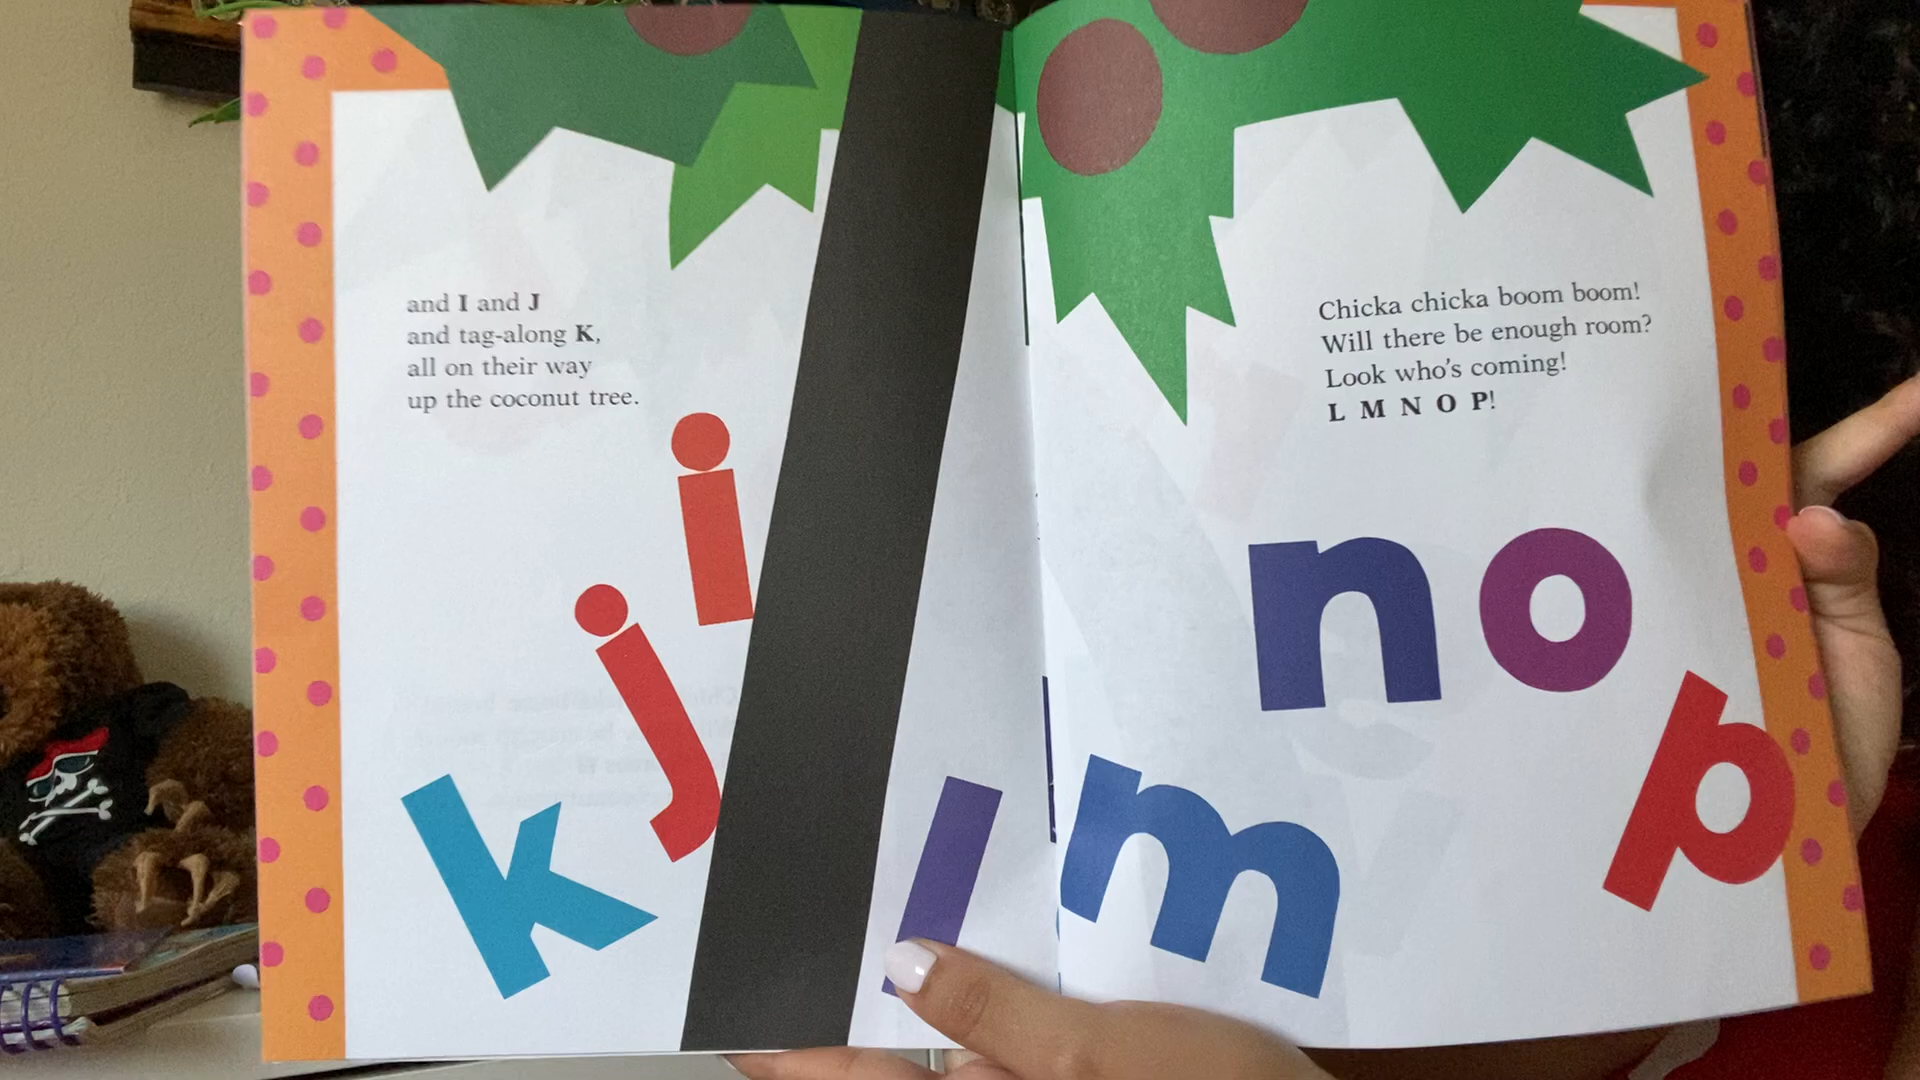 and I and J
and tag-along K,
all on their way
up the coconut tree.
Chicka chicka boom boom!
Will there be enough room?
Look who's coming!
L M N O P!
i
j
k
l
m
n
o
p